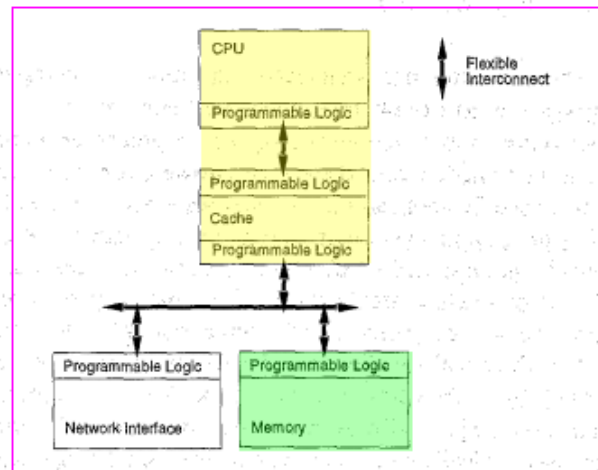 CPU
Flexible
Interconnect
Programmable Logic
Programmable Logic
Cache
Programmable Logic
Programmable Logic
Programmable Logic
Network Interface
Memory